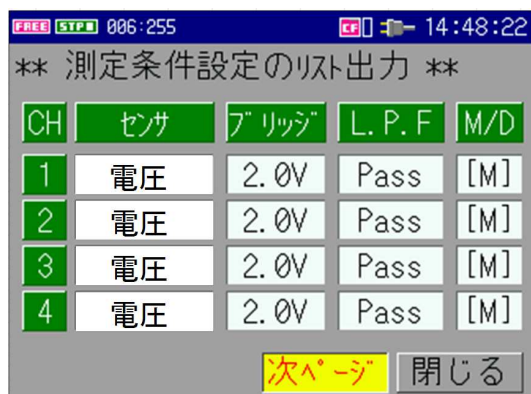 FREE STP 006:255 CF 14:48:22
** 測定条件設定のﾘｽﾄ出力 **
CH ｾﾝｻ ﾌﾞﾘｯｼﾞ L.P.F M/D
1 電圧 2.0V Pass [M]
2 電圧 2.0V Pass [M]
3 電圧 2.0V Pass [M]
4 電圧 2.0V Pass [M]
次ﾍﾟｰｼﾞ 閉じる